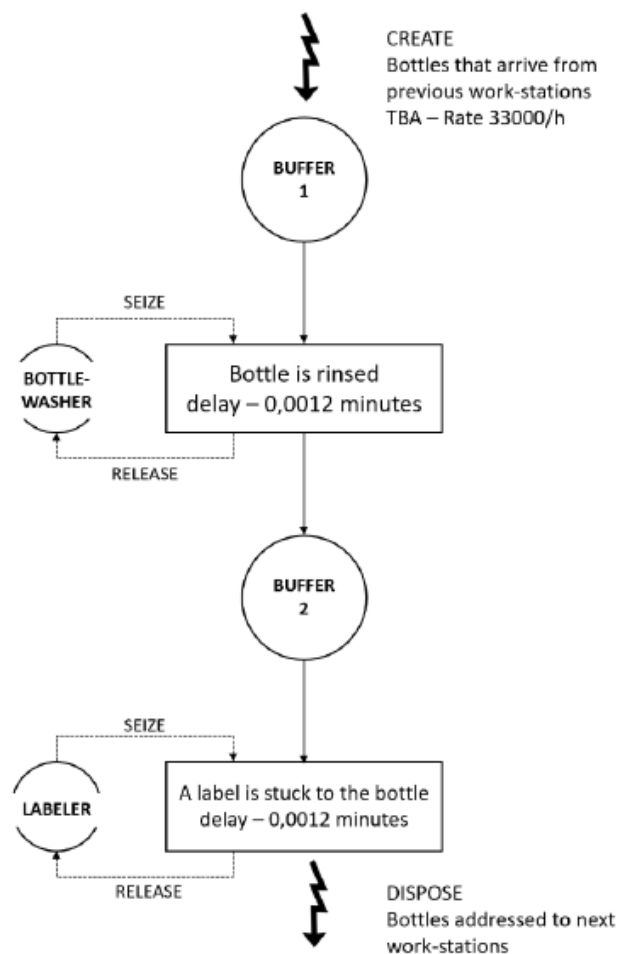 CREATE
Bottles that arrive from
previous work-stations
TBA – Rate 33000/h
BUFFER
1
SEIZE
BOTTLE-
WASHER
Bottle is rinsed
delay – 0,0012 minutes
RELEASE
BUFFER
2
SEIZE
LABELER
A label is stuck to the bottle
delay – 0,0012 minutes
RELEASE
DISPOSE
Bottles addressed to next
work-stations